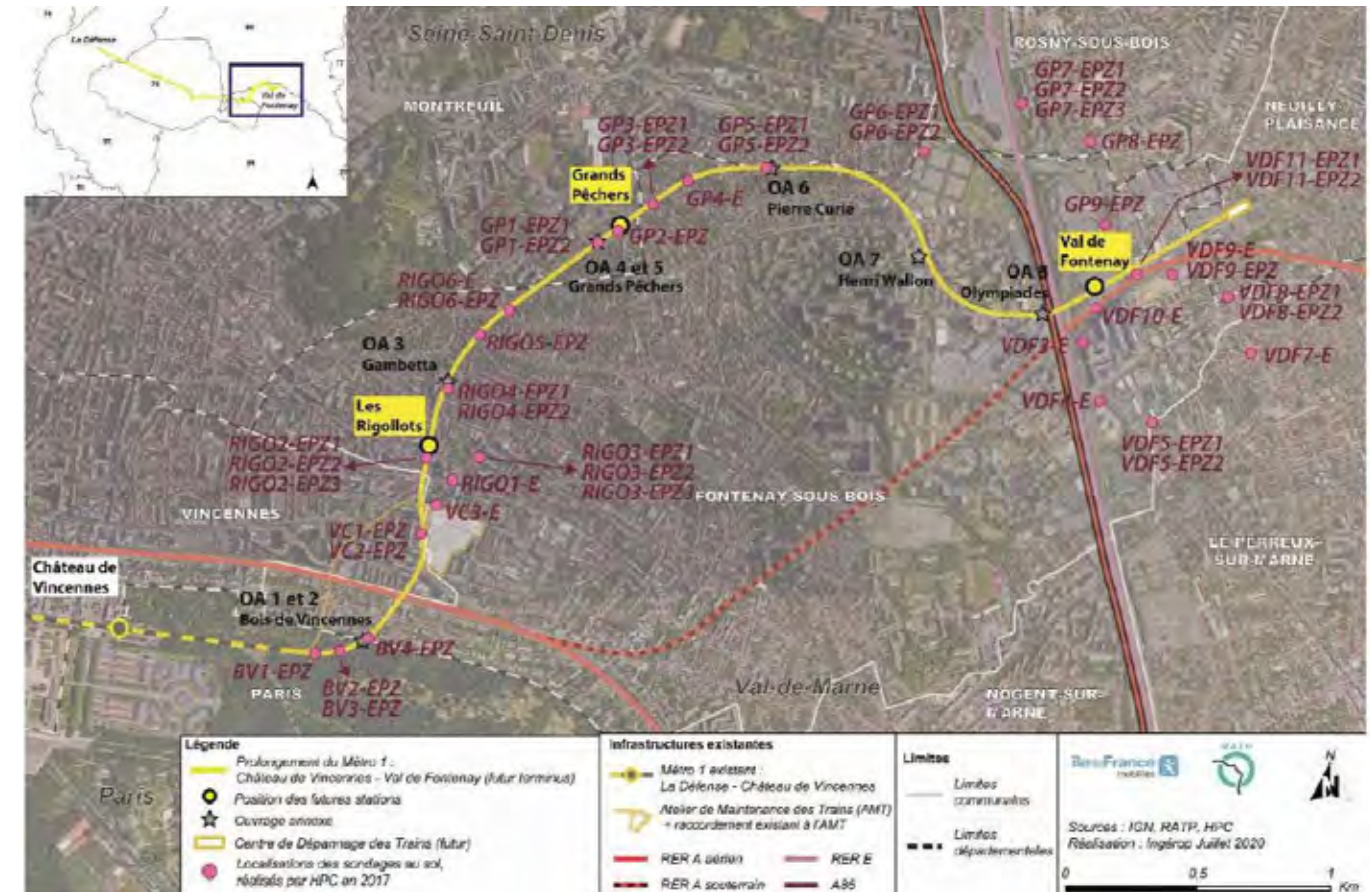 La Défense
Val de
Fontenay
Seine-Saint-Denis
MONTREUIL
ROSNY-SOUS-BOIS
NEUILLY
PLAISANCE
GP7-EPZ1
GP7-EPZ2
GP7-EPZ3
GP6-EPZ1
GP6-EPZ2
GP8-EPZ
GP3-EPZ1
GP3-EPZ2
GP5-EPZ1
GP5-EPZ2
VDF11-EPZ1
VDF11-EPZ2
Grands
Pêchers
GP4-E
OA 6
Pierre Curie
GP9-EPZ
GP1-EPZ1
GP1-EPZ2
GP2-EPZ
Val de
Fontenay
OA 4 et 5
Grands Pêchers
OA 7
Henri Wallon
OA 8
Olympiades
VDF9-E
VDF9-EPZ
VDF8-EPZ1
VDF8-EPZ2
RIGO6-E
RIGO6-EPZ
RIGO5-EPZ
VDF10-E
VDF3-E
VDF7-E
OA 3
Gambetta
RIGO4-EPZ1
RIGO4-EPZ2
VDF4-E
Les
Rigollots
VDF5-EPZ1
VDF5-EPZ2
RIGO2-EPZ1
RIGO2-EPZ2
RIGO2-EPZ3
RIGO3-EPZ1
RIGO3-EPZ2
RIGO3-EPZ3
RIGO1-E
FONTENAY SOUS BOIS
VINCENNES
VC3-E
VC1-EPZ
VC2-EPZ
LE PERREUX-
SUR-MARNE
Château de
Vincennes
OA 1 et 2
Bois de Vincennes
BV4-EPZ
BV1-EPZ
BV2-EPZ
BV3-EPZ
PARIS
Val-de-Marne
NOGENT-SUR-
MARNE
Paris
Légende
Prolongement du Métro 1 :
Château de Vincennes - Val de Fontenay (futur terminus)
Position des futures stations
Ouvrage annexe
Centre de Dépannage des Trains (futur)
Localisations des sondages au sol,
réalisés par HPC en 2017
Infrastructures existantes
Métro 1 existant :
La Défense - Château de Vincennes
Atelier de Maintenance des Trains (AMT)
+ raccordement existant à l'AMT
RER A aérien
RER E
RER A souterrain
A86
Limites
Limites
communales
Limites
départementales
îledeFrance
mobilités
RATP
N
Sources : IGN, RATP, HPC
Réalisation : Ingérop Juillet 2020
0 0,5 1
Km